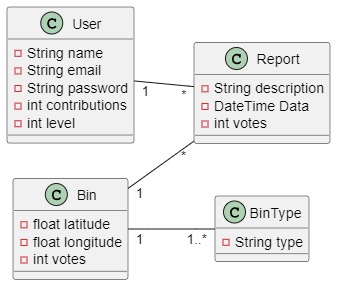 C User
String name
String email
String password
int contributions
int level
1
*
C Report
String description
DateTime Data
int votes
*
1
C Bin
float latitude
float longitude
int votes
1
1..*
C BinType
String type